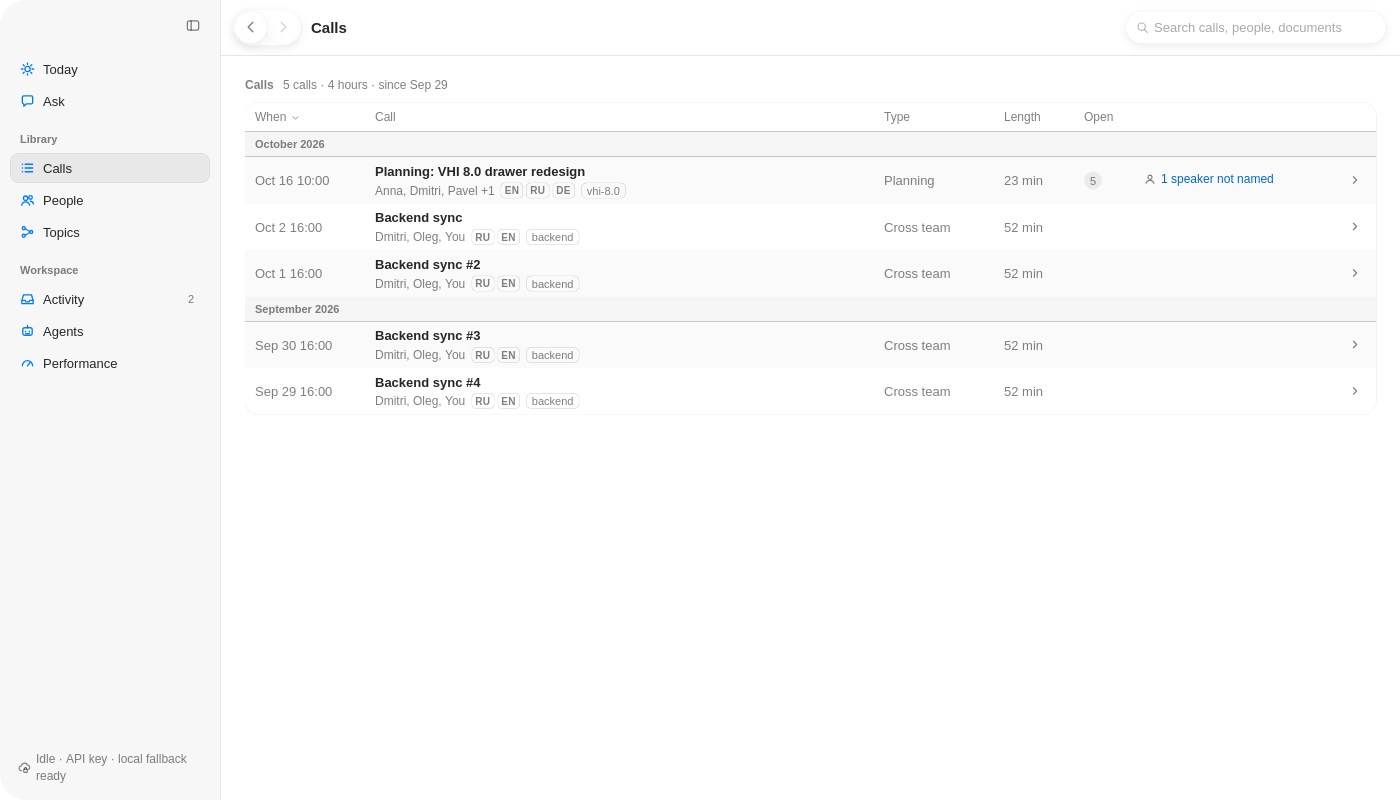 Calls
Search calls, people, documents
Today
Ask
Library
Calls
People
Topics
Workspace
Activity 2
Agents
Performance
Idle · API key · local fallback
ready
Calls 5 calls · 4 hours · since Sep 29
When Call Type Length Open
October 2026
Oct 16 10:00 Planning: VHI 8.0 drawer redesign Planning 23 min 5 1 speaker not named
Anna, Dmitri, Pavel +1 EN RU DE vhi-8.0
Oct 2 16:00 Backend sync Cross team 52 min
Dmitri, Oleg, You RU EN backend
Oct 1 16:00 Backend sync #2 Cross team 52 min
Dmitri, Oleg, You RU EN backend
September 2026
Sep 30 16:00 Backend sync #3 Cross team 52 min
Dmitri, Oleg, You RU EN backend
Sep 29 16:00 Backend sync #4 Cross team 52 min
Dmitri, Oleg, You RU EN backend